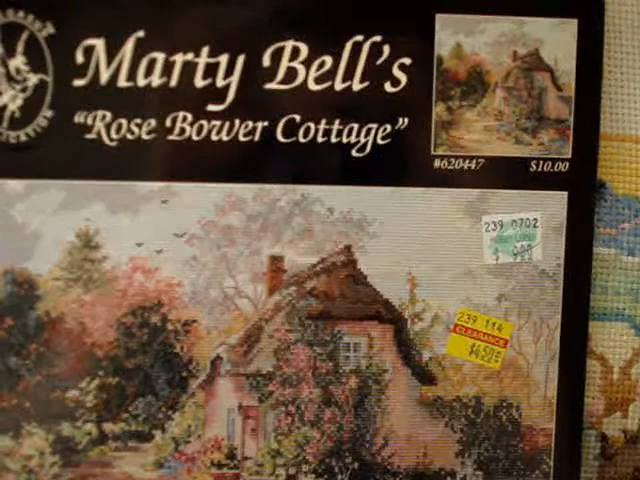 Marty Bell's
"Rose Bower Cottage"
#620447 $10.00
239 0702
239 114
CLEARANCE